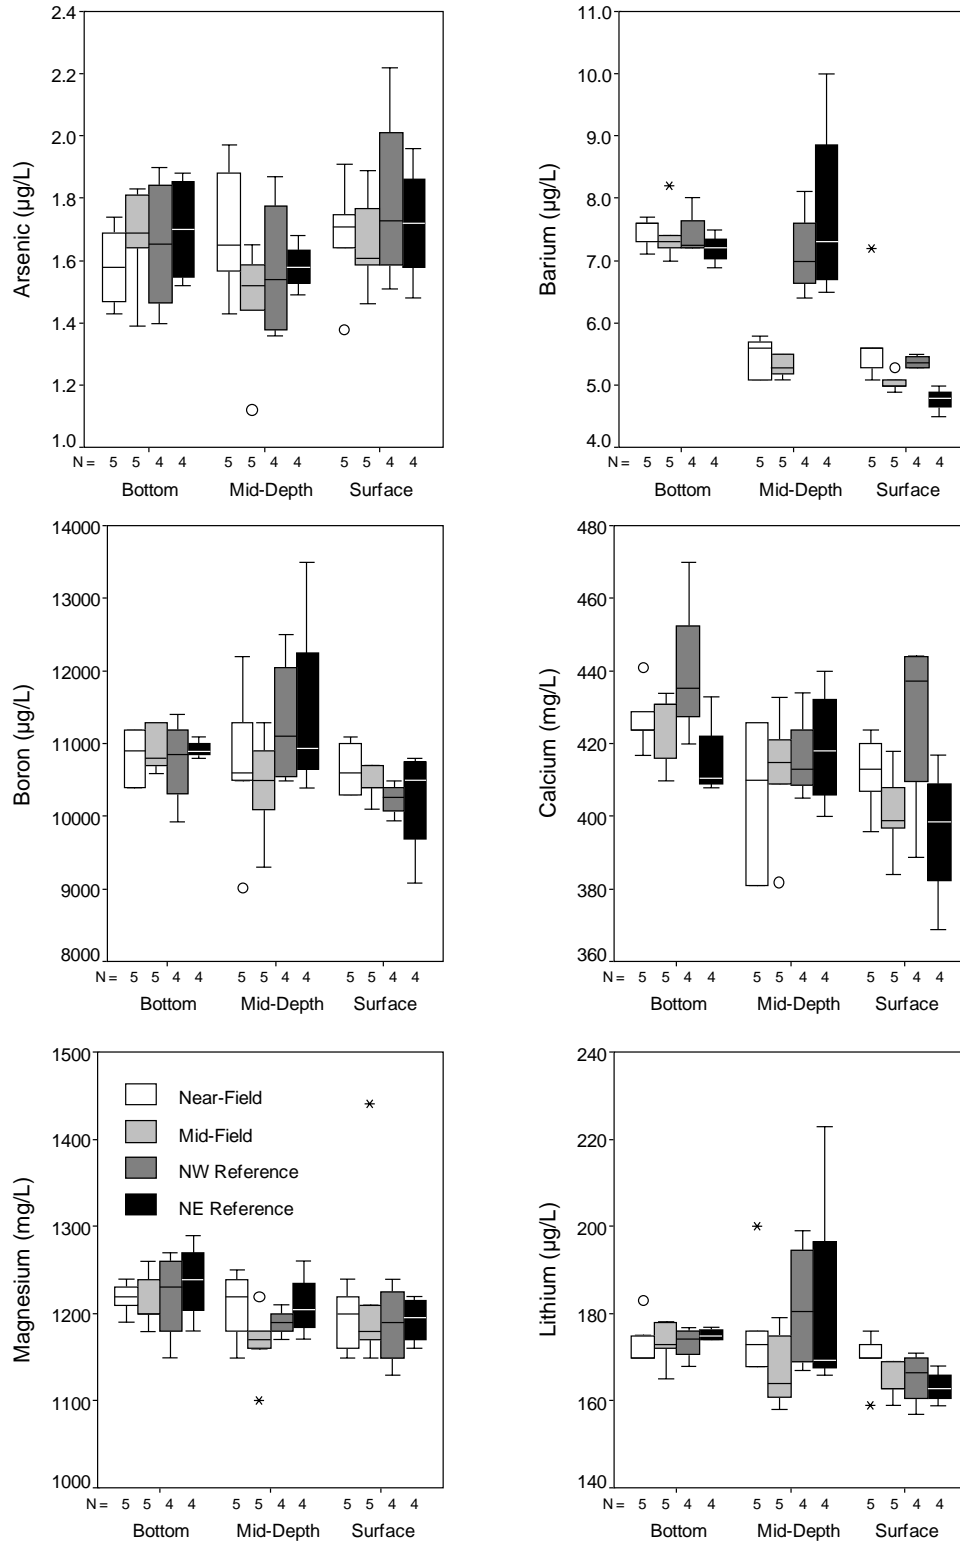 2.4
2.2
2.0
1.8
1.6
1.4
1.2
1.0
Arsenic (µg/L)
N = 5 5 4 4 5 5 4 4 5 5 4 4
Bottom Mid-Depth Surface
11.0
10.0
9.0
8.0
7.0
6.0
5.0
4.0
Barium (µg/L)
N = 5 5 4 4 5 5 4 4 5 5 4 4
Bottom Mid-Depth Surface
14000
13000
12000
11000
10000
9000
8000
Boron (µg/L)
N = 5 5 4 4 5 5 4 4 5 5 4 4
Bottom Mid-Depth Surface
480
460
440
420
400
380
360
Calcium (mg/L)
N = 5 5 4 4 5 5 4 4 5 5 4 4
Bottom Mid-Depth Surface
1500
1400
1300
1200
1100
1000
Magnesium (mg/L)
Near-Field
Mid-Field
NW Reference
NE Reference
N = 5 5 4 4 5 5 4 4 5 5 4 4
Bottom Mid-Depth Surface
240
220
200
180
160
140
Lithium (µg/L)
N = 5 5 4 4 5 5 4 4 5 5 4 4
Bottom Mid-Depth Surface